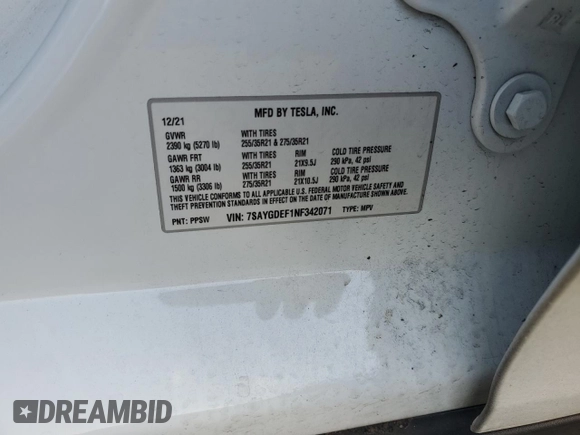 12/21 MFD BY TESLA, INC.
GVWR WITH TIRES
2390 kg (5270 lb) 255/35R21 & 275/35R21
GAWR FRT WITH TIRES RIM COLD TIRE PRESSURE
1363 kg (3004 lb) 255/35R21 21X9.5J 290 kPa, 42 psi
GAWR RR WITH TIRES RIM COLD TIRE PRESSURE
1500 kg (3306 lb) 275/35R21 21X10.5J 290 kPa, 42 psi
THIS VEHICLE CONFORMS TO ALL APPLICABLE U.S. FEDERAL MOTOR VEHICLE SAFETY AND
THEFT PREVENTION STANDARDS IN EFFECT ON THE DATE OF MANUFACTURE SHOWN ABOVE.
PNT: PPSW VIN: 7SAYGDEF1NF342071 TYPE: MPV
DREAMBID